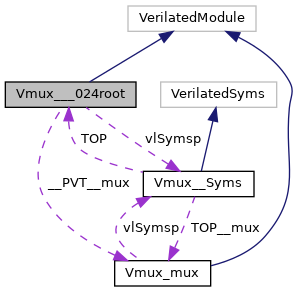 VerilatedModule
Vmux___024root
VerilatedSyms
TOP
vlSymsp
__PVT__mux
Vmux__Syms
vlSymsp
TOP__mux
Vmux_mux